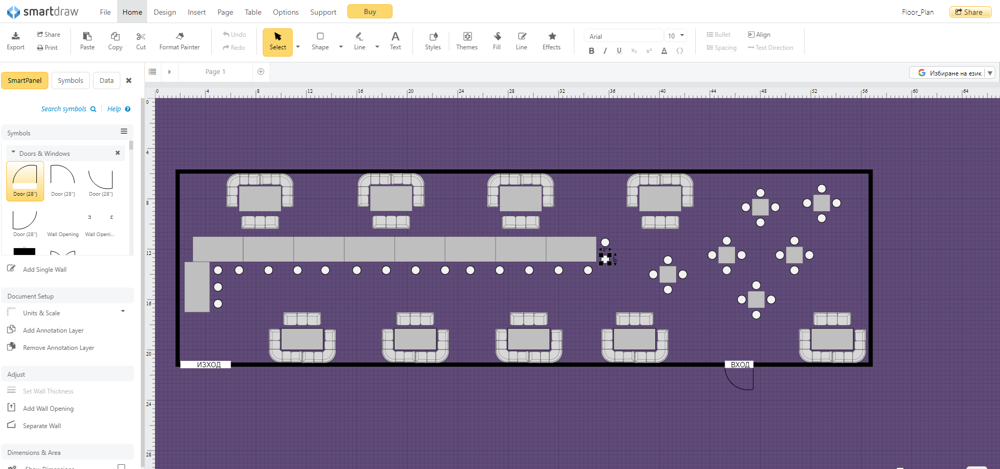 smartdraw File Home Design Insert Page Table Options Support Buy Floor_Plan Share
Export Share Print Paste Copy Cut Format Painter Undo Redo Select Shape Line A Text Styles Themes Fill Line Effects Arial 10 B I U x₂ x² A Ω Bullet Spacing Align Text Direction
SmartPanel Symbols Data
Page 1
Избиране на език
0 4 8 12 16 20 24 28 32 36 40 44 48 52 56 60 64
0
4
8
12
16
20
24
28
Search symbols Help
Symbols
Doors & Windows
Door (28") Door (28") Door (28")
Door (28") Wall Opening Wall Openi...
Add Single Wall
Document Setup
Units & Scale
Add Annotation Layer
Remove Annotation Layer
Adjust
Set Wall Thickness
Add Wall Opening
Separate Wall
Dimensions & Area
Show Dimensions
8"
8"
ИЗХОД
ВХОД